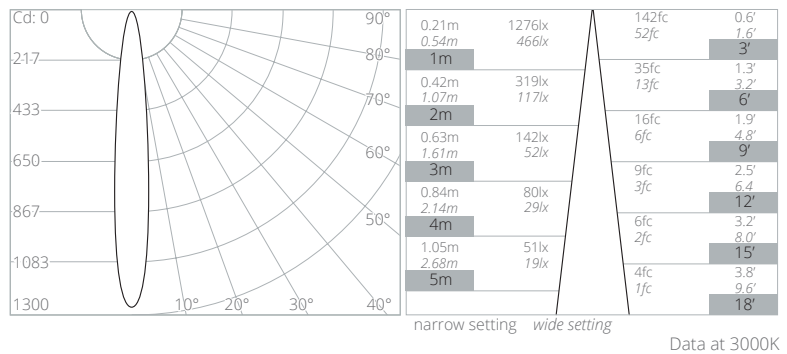 Cd: 0
217
433
650
867
1083
1300
90°
80°
70°
60°
50°
10° 20° 30° 40°
0.21m 1276lx
0.54m 466lx
1m
0.42m 319lx
1.07m 117lx
2m
0.63m 142lx
1.61m 52lx
3m
0.84m 80lx
2.14m 29lx
4m
1.05m 51lx
2.68m 19lx
5m
142fc 0.6’
52fc 1.6’
3’
35fc 1.3’
13fc 3.2’
6’
16fc 1.9’
6fc 4.8’
9’
9fc 2.5’
3fc 6.4
12’
6fc 3.2’
2fc 8.0’
15’
4fc 3.8’
1fc 9.6’
18’
narrow setting wide setting
Data at 3000K